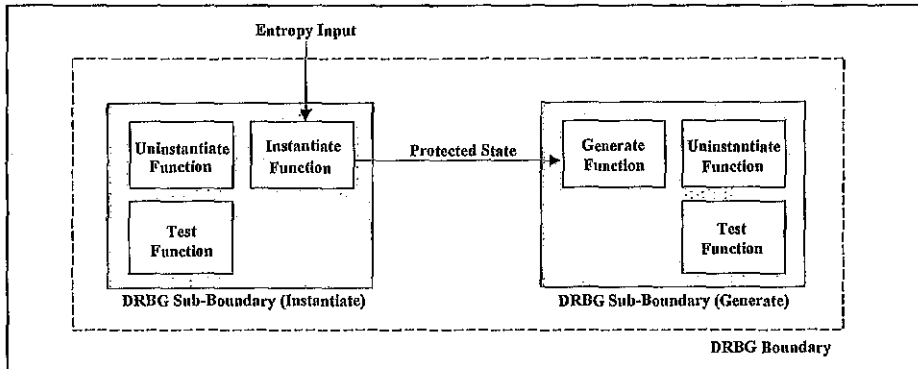 Entropy Input
Uninstantiate
Function
Instantiate
Function
Test
Function
DRBG Sub-Boundary (Instantiate)
Protected State
Generate
Function
Uninstantiate
Function
Test
Function
DRBG Sub-Boundary (Generate)
DRBG Boundary